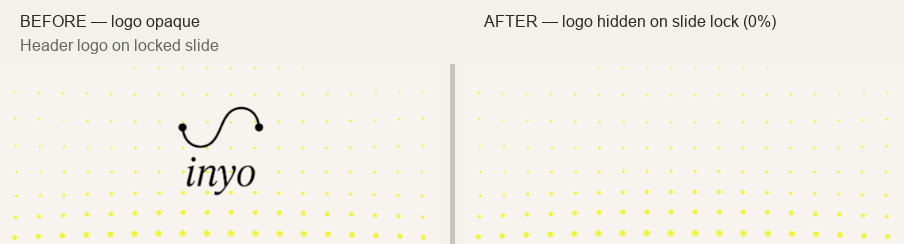 BEFORE — logo opaque
Header logo on locked slide
AFTER — logo hidden on slide lock (0%)
inyo